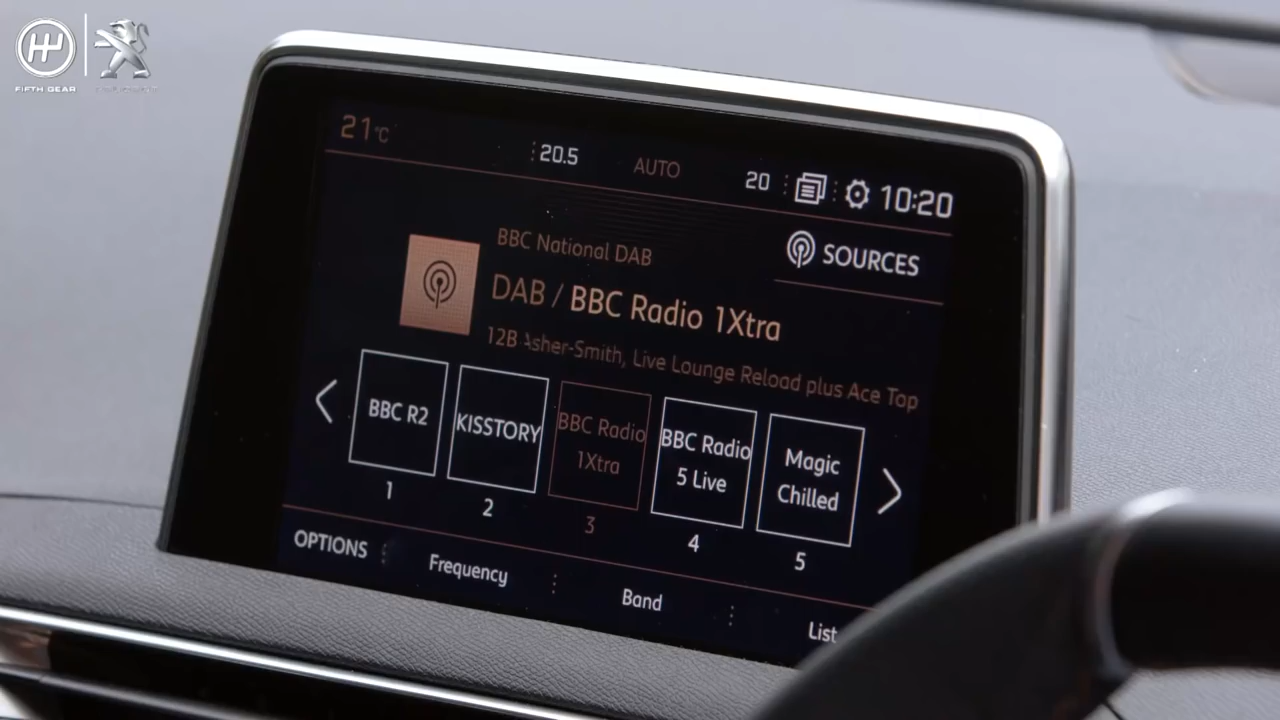 FIFTH GEAR
21°C
20.5
AUTO
20
10:20
SOURCES
BBC National DAB
DAB / BBC Radio 1Xtra
12B Asher-Smith, Live Lounge Reload plus Ace Top
BBC R2
KISSTORY
BBC Radio
1Xtra
BBC Radio
5 Live
Magic
Chilled
1
2
3
4
5
OPTIONS
Frequency
Band
List